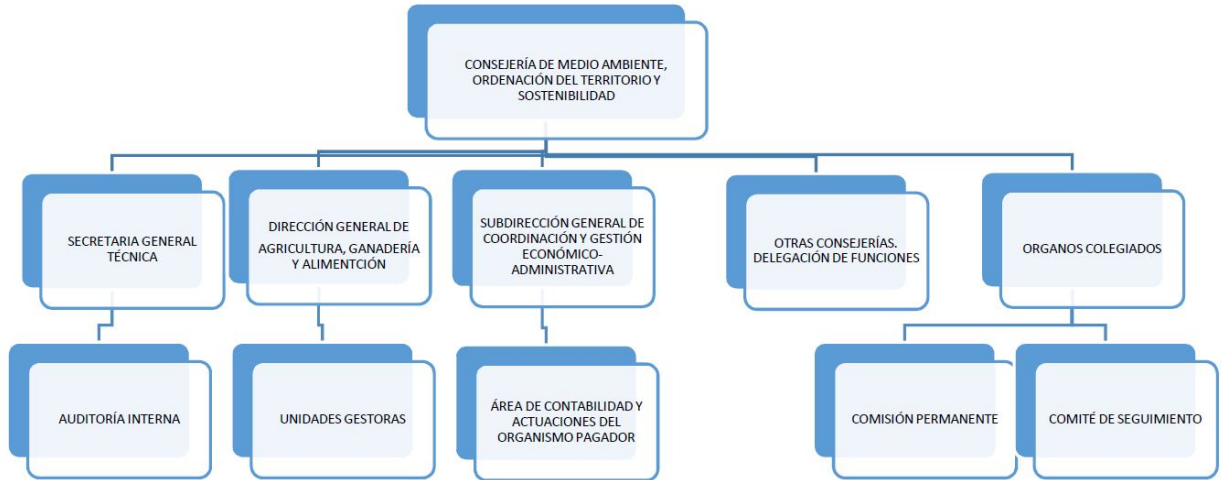 CONSEJERÍA DE MEDIO AMBIENTE,
ORDENACIÓN DEL TERRITORIO Y
SOSTENIBILIDAD
SECRETARIA GENERAL
TÉCNICA
DIRECCIÓN GENERAL DE
AGRICULTURA, GANADERÍA
Y ALIMENTCIÓN
SUBDIRECCIÓN GENERAL DE
COORDINACIÓN Y GESTIÓN
ECONÓMICO-
ADMINISTRATIVA
OTRAS CONSEJERÍAS.
DELEGACIÓN DE FUNCIONES
ORGANOS COLEGIADOS
AUDITORÍA INTERNA
UNIDADES GESTORAS
ÁREA DE CONTABILIDAD Y
ACTUACIONES DEL
ORGANISMO PAGADOR
COMISIÓN PERMANENTE
COMITÉ DE SEGUIMIENTO